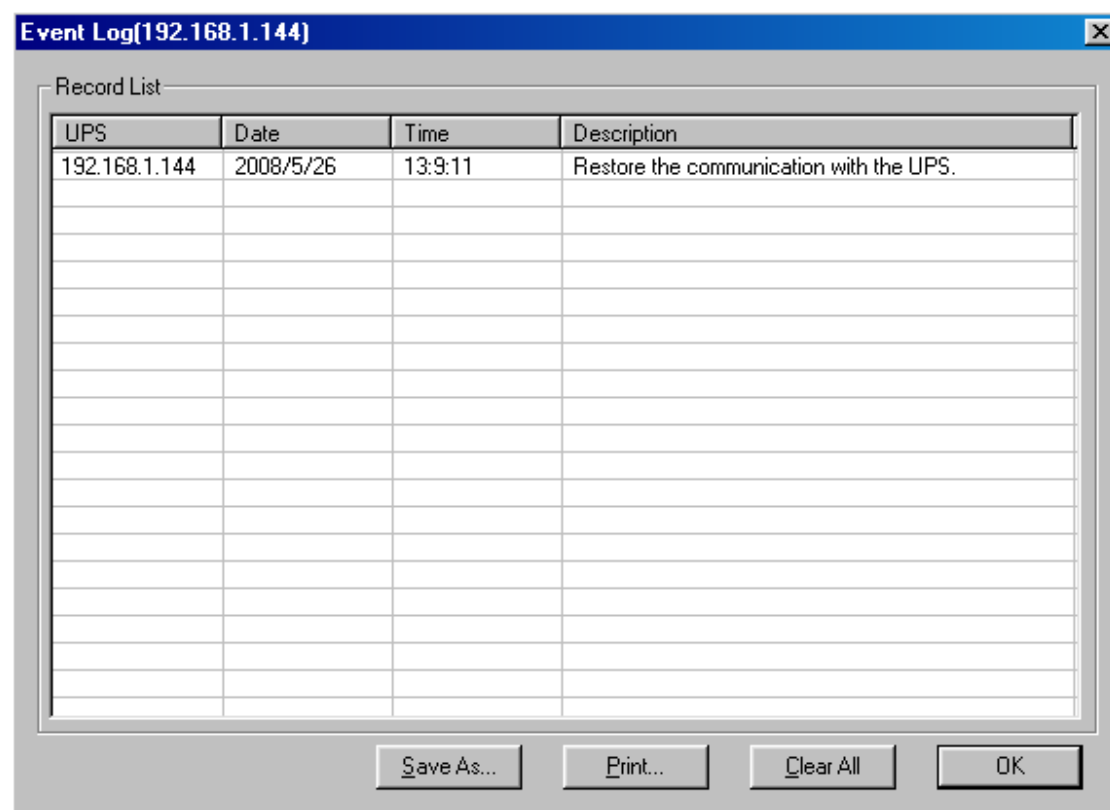 Event Log(192.168.1.144)
Record List
UPS Date Time Description
192.168.1.144 2008/5/26 13:9:11 Restore the communication with the UPS.
Save As... Print... Clear All OK